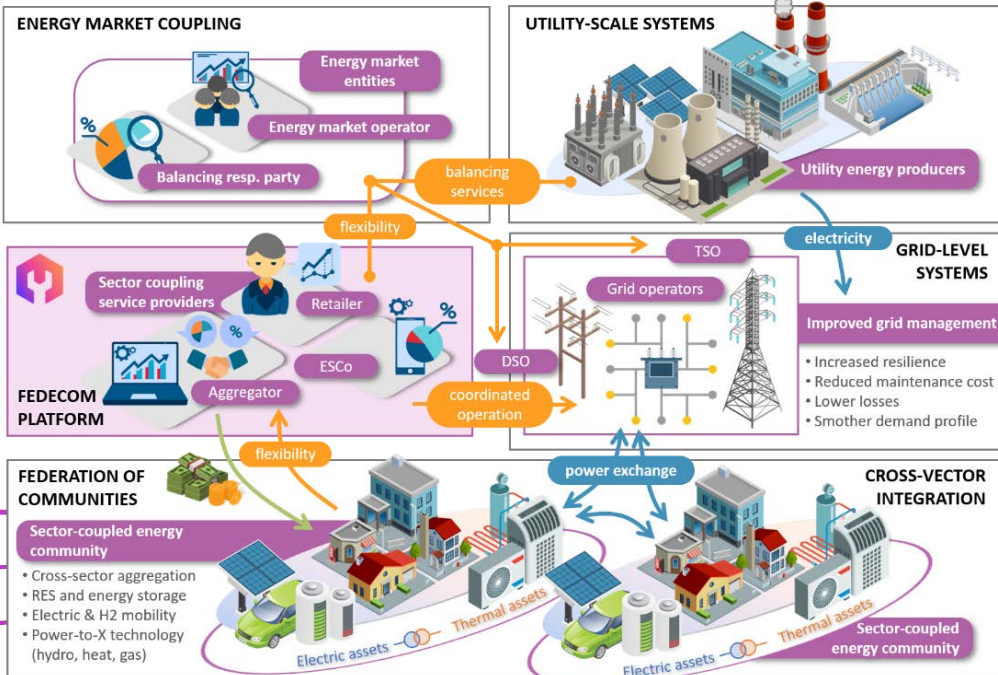 ENERGY MARKET COUPLING
Energy market
entities
Energy market operator
%
Balancing resp. party
UTILITY-SCALE SYSTEMS
Utility energy producers
balancing
services
flexibility
electricity
Sector coupling
service providers
Retailer
%
%
ESCo
Aggregator
FEDECOM
PLATFORM
DSO
coordinated
operation
TSO
Grid operators
GRID-LEVEL
SYSTEMS
Improved grid management
• Increased resilience
• Reduced maintenance cost
• Lower losses
• Smother demand profile
FEDERATION OF
COMMUNITIES
flexibility
power exchange
CROSS-VECTOR
INTEGRATION
Sector-coupled energy
community
• Cross-sector aggregation
• RES and energy storage
• Electric & H2 mobility
• Power-to-X technology
(hydro, heat, gas)
Electric assets
Thermal assets
Electric assets
Thermal assets
Sector-coupled
energy community